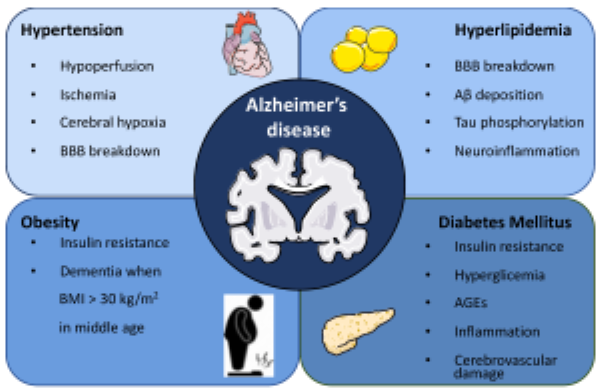 Hypertension
Hypoperfusion
Ischemia
Cerebral hypoxia
BBB breakdown
Hyperlipidemia
BBB breakdown
Aβ deposition
Tau phosphorylation
Neuroinflammation
Alzheimer's
disease
Obesity
Insulin resistance
Dementia when
BMI > 30 kg/m²
in middle age
Diabetes Mellitus
Insulin resistance
Hyperglicemia
AGEs
Inflammation
Cerebrovascular
damage